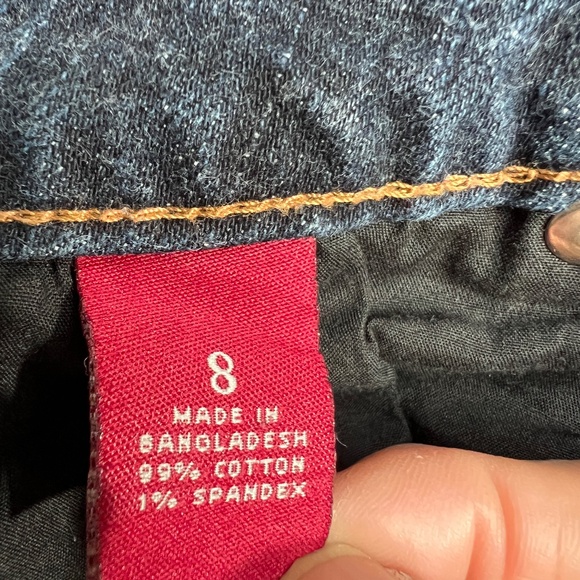 8
MADE IN
BANGLADESH
99% COTTON
1% SPANDEX